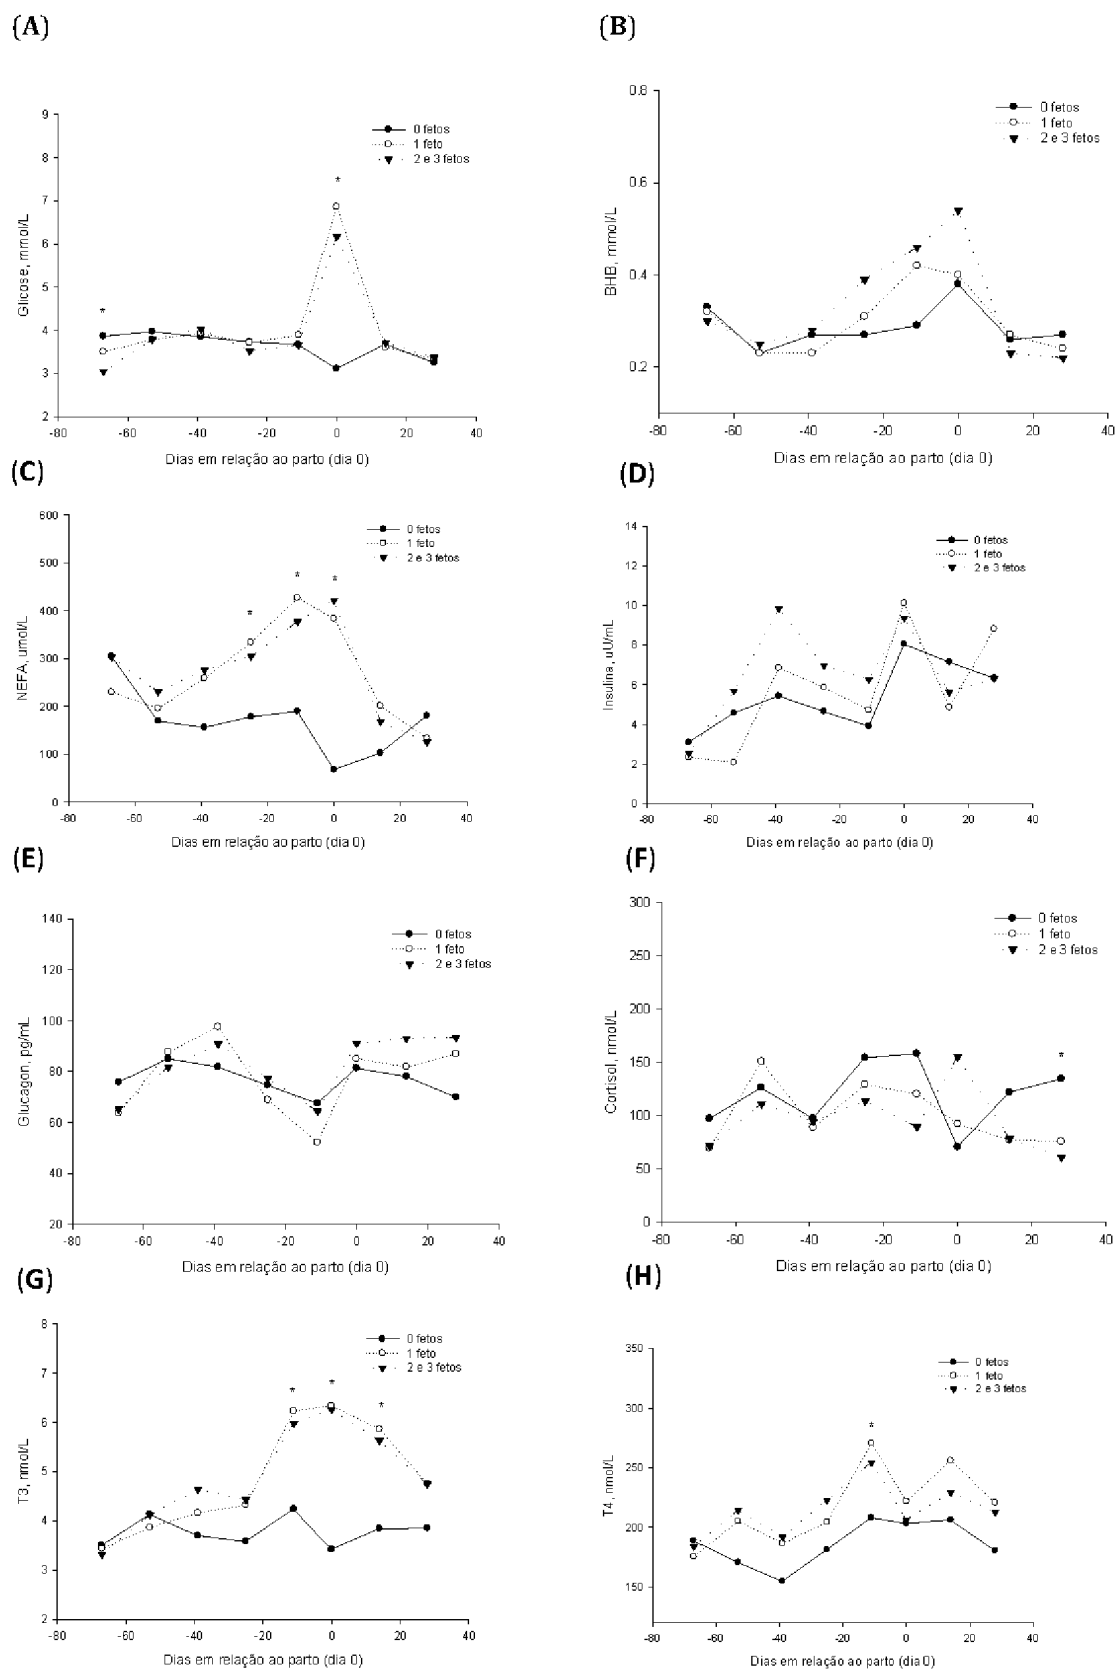 (A)
Glicose, mmol/L
9
8
7
6
5
4
3
2
0 fetos
1 feto
2 e 3 fetos
*
*
-80 -60 -40 -20 0 20 40
Dias em relação ao parto (dia 0)
(B)
BHB, mmol/L
0.8
0.6
0.4
0.2
0 fetos
1 feto
2 e 3 fetos
-80 -60 -40 -20 0 20 40
Dias em relação ao parto (dia 0)
(C)
NEFA, umol/L
600
500
400
300
200
100
0
0 fetos
1 feto
2 e 3 fetos
* * *
-80 -60 -40 -20 0 20 40
Dias em relação ao parto (dia 0)
(D)
Insulina, uU/mL
14
12
10
8
6
4
2
0
0 fetos
1 feto
2 e 3 fetos
-80 -60 -40 -20 0 20 40
Dias em relação ao parto (dia 0)
(E)
Glucagon, pg/mL
140
120
100
80
60
40
20
0 fetos
1 feto
2 e 3 fetos
-80 -60 -40 -20 0 20 40
Dias em relação ao parto (dia 0)
(F)
Cortisol, nmol/L
300
250
200
150
100
50
0
0 fetos
1 feto
2 e 3 fetos
*
-80 -60 -40 -20 0 20 40
Dias em relação ao parto (dia 0)
(G)
T3, nmol/L
8
7
6
5
4
3
2
0 fetos
1 feto
2 e 3 fetos
* * *
-80 -60 -40 -20 0 20 40
Dias em relação ao parto (dia 0)
(H)
T4, nmol/L
350
300
250
200
150
0 fetos
1 feto
2 e 3 fetos
*
-80 -60 -40 -20 0 20 40
Dias em relação ao parto (dia 0)